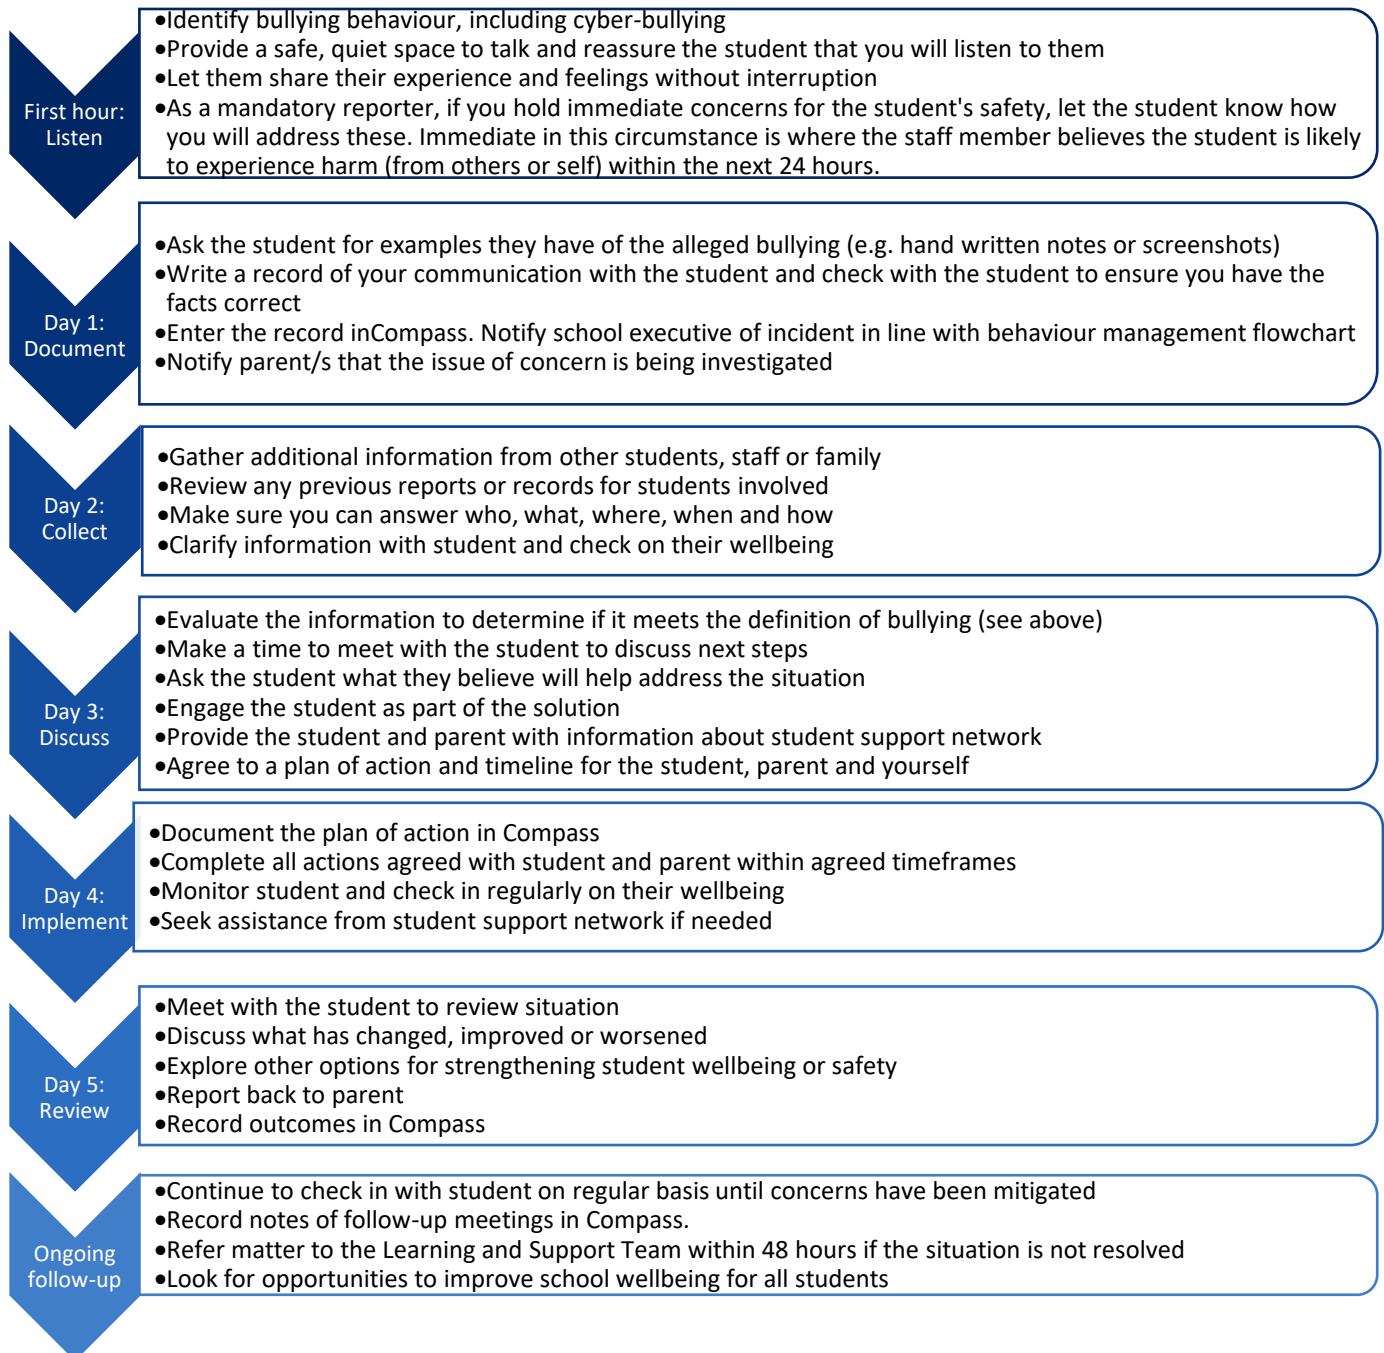 First hour:
Listen
•Identify bullying behaviour, including cyber-bullying
•Provide a safe, quiet space to talk and reassure the student that you will listen to them
•Let them share their experience and feelings without interruption
•As a mandatory reporter, if you hold immediate concerns for the student's safety, let the student know how
you will address these. Immediate in this circumstance is where the staff member believes the student is likely
to experience harm (from others or self) within the next 24 hours.
Day 1:
Document
•Ask the student for examples they have of the alleged bullying (e.g. hand written notes or screenshots)
•Write a record of your communication with the student and check with the student to ensure you have the
facts correct
•Enter the record inCompass. Notify school executive of incident in line with behaviour management flowchart
•Notify parent/s that the issue of concern is being investigated
Day 2:
Collect
•Gather additional information from other students, staff or family
•Review any previous reports or records for students involved
•Make sure you can answer who, what, where, when and how
•Clarify information with student and check on their wellbeing
Day 3:
Discuss
•Evaluate the information to determine if it meets the definition of bullying (see above)
•Make a time to meet with the student to discuss next steps
•Ask the student what they believe will help address the situation
•Engage the student as part of the solution
•Provide the student and parent with information about student support network
•Agree to a plan of action and timeline for the student, parent and yourself
Day 4:
Implement
•Document the plan of action in Compass
•Complete all actions agreed with student and parent within agreed timeframes
•Monitor student and check in regularly on their wellbeing
•Seek assistance from student support network if needed
Day 5:
Review
•Meet with the student to review situation
•Discuss what has changed, improved or worsened
•Explore other options for strengthening student wellbeing or safety
•Report back to parent
•Record outcomes in Compass
Ongoing
follow-up
•Continue to check in with student on regular basis until concerns have been mitigated
•Record notes of follow-up meetings in Compass.
•Refer matter to the Learning and Support Team within 48 hours if the situation is not resolved
•Look for opportunities to improve school wellbeing for all students